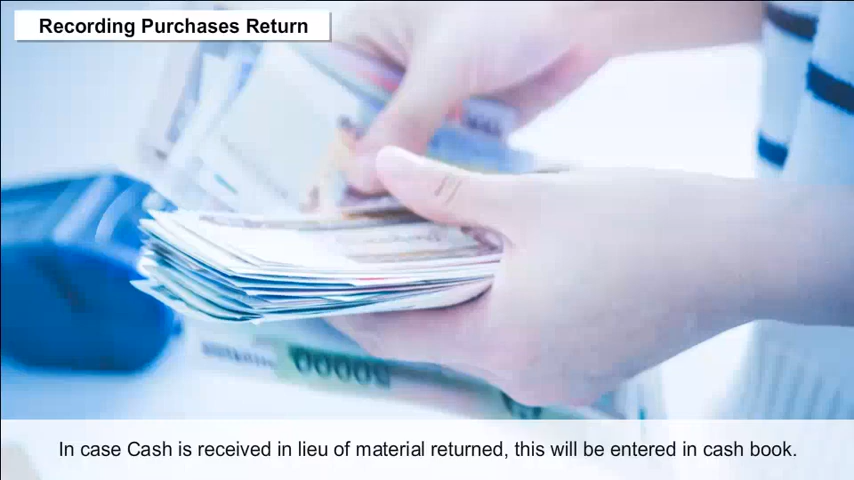 Recording Purchases Return
00005
In case Cash is received in lieu of material returned, this will be entered in cash book.